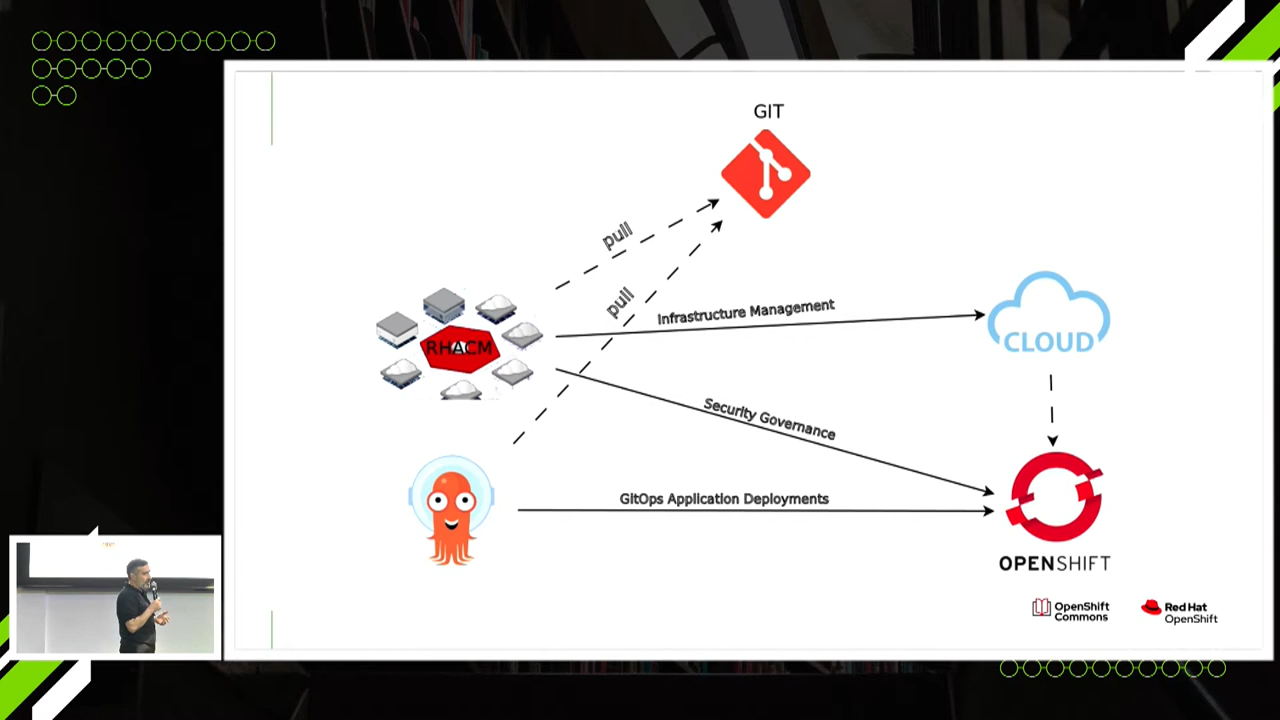 GIT
pull
pull
Infrastructure Management
CLOUD
RHACM
Security Governance
GitOps Application Deployments
OPENSHIFT
OpenShift
Commons
Red Hat
OpenShift